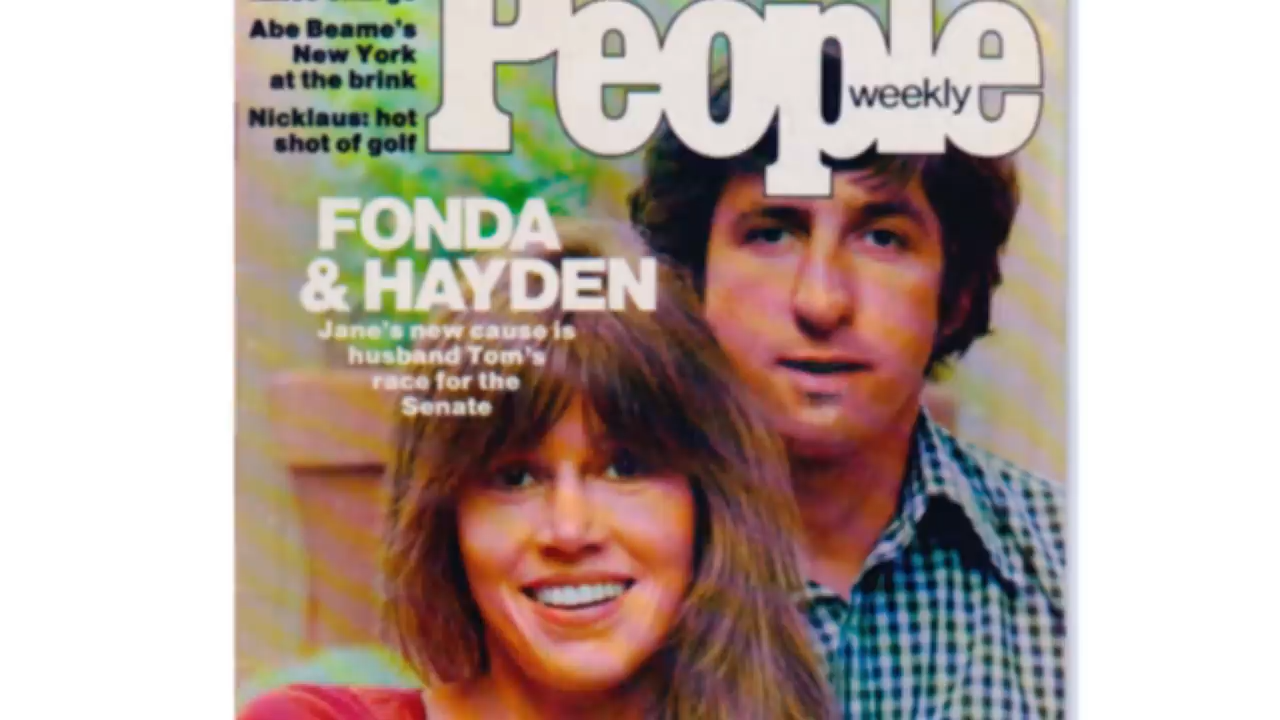 Abe Beame's
New York
at the brink
Nicklaus: hot
shot of golf
People
weekly
FONDA
& HAYDEN
Jane's new cause is
husband Tom's
race for the
Senate